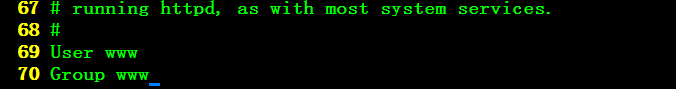 67 # running httpd, as with most system services.
68 #
69 User www
70 Group www